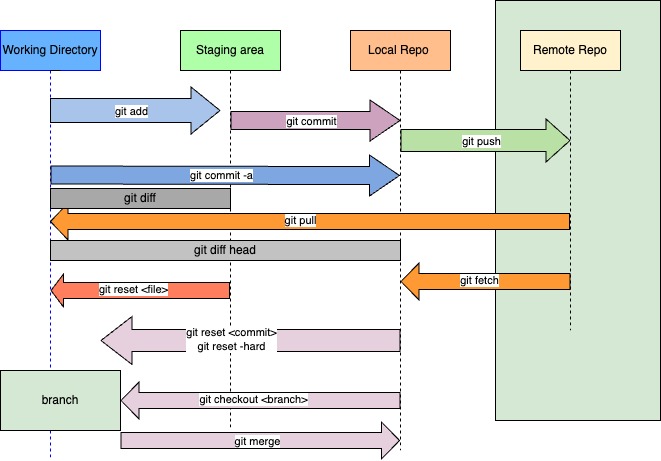 Working Directory
Staging area
Local Repo
Remote Repo
git add
git commit
git push
git commit -a
git diff
git pull
git diff head
git fetch
git reset <file>
git reset <commit>
git reset -hard
branch
git checkout <branch>
git merge